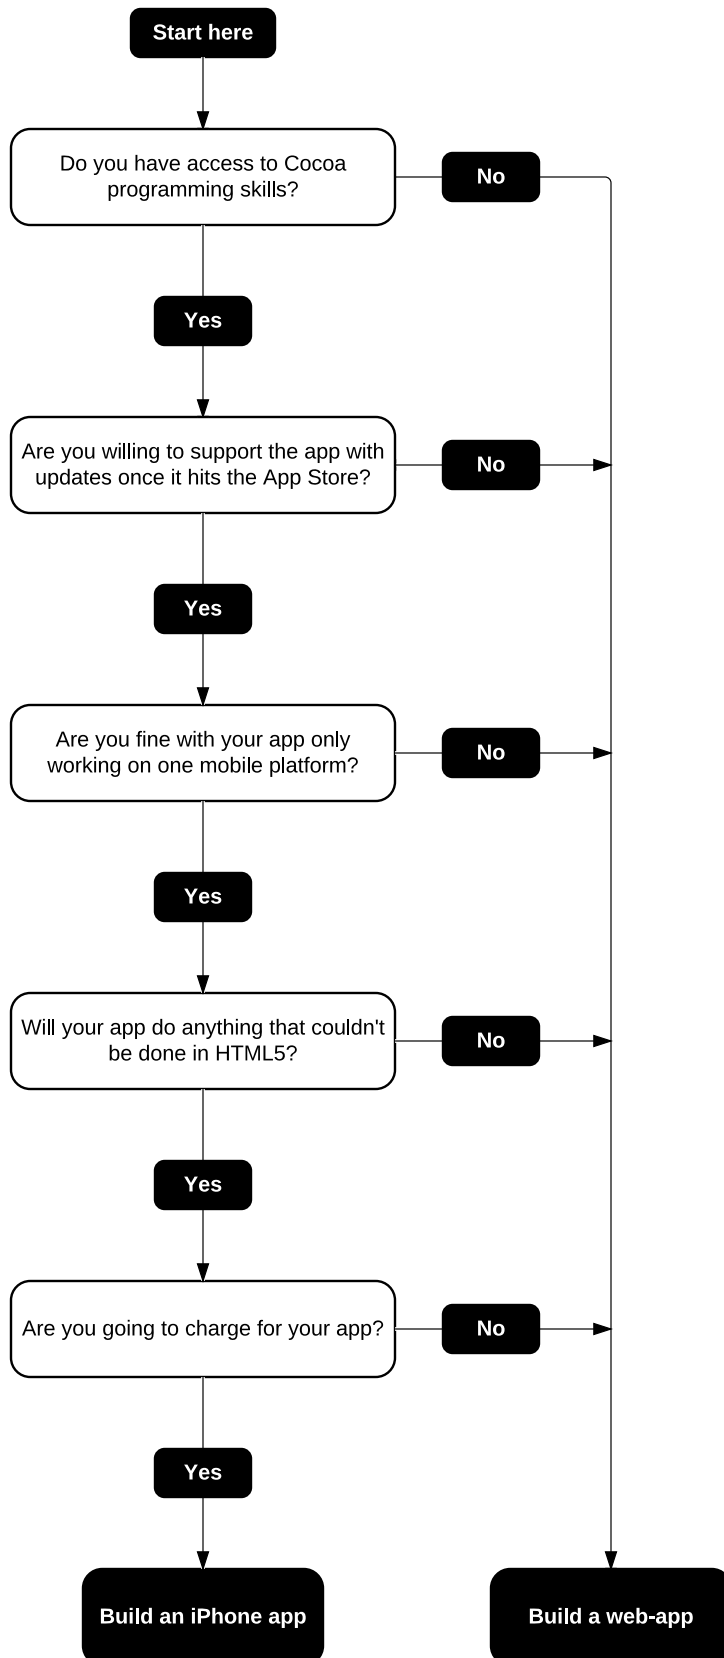 Start here
Do you have access to Cocoa
programming skills?
No
Yes
Are you willing to support the app with
updates once it hits the App Store?
No
Yes
Are you fine with your app only
working on one mobile platform?
No
Yes
Will your app do anything that couldn't
be done in HTML5?
No
Yes
Are you going to charge for your app?
No
Yes
Build an iPhone app
Build a web-app